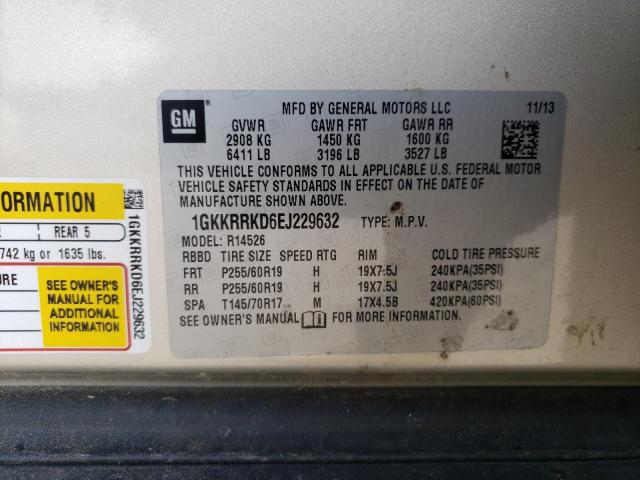 GM
MFD BY GENERAL MOTORS LLC 11/13
GVWR GAWR FRT GAWR RR
2908 KG 1450 KG 1600 KG
6411 LB 3196 LB 3527 LB
THIS VEHICLE CONFORMS TO ALL APPLICABLE U.S. FEDERAL MOTOR
VEHICLE SAFETY STANDARDS IN EFFECT ON THE DATE OF
MANUFACTURE SHOWN ABOVE.
1GKKRRKD6EJ229632 TYPE: M.P.V.
MODEL: R14526
RBBD TIRE SIZE SPEED RTG RIM COLD TIRE PRESSURE
FRT P255/60R19 H 19X7.5J 240KPA(35PSI)
RR P255/60R19 H 19X7.5J 240KPA(35PSI)
SPA T145/70R17 M 17X4.5B 420KPA(60PSI)
SEE OWNER'S MANUAL FOR MORE INFORMATION
ORMATION
REAR 5
742 kg or 1635 lbs.
URE
SEE OWNER'S
MANUAL FOR
ADDITIONAL
INFORMATION
1GKKRRKD6EJ229632